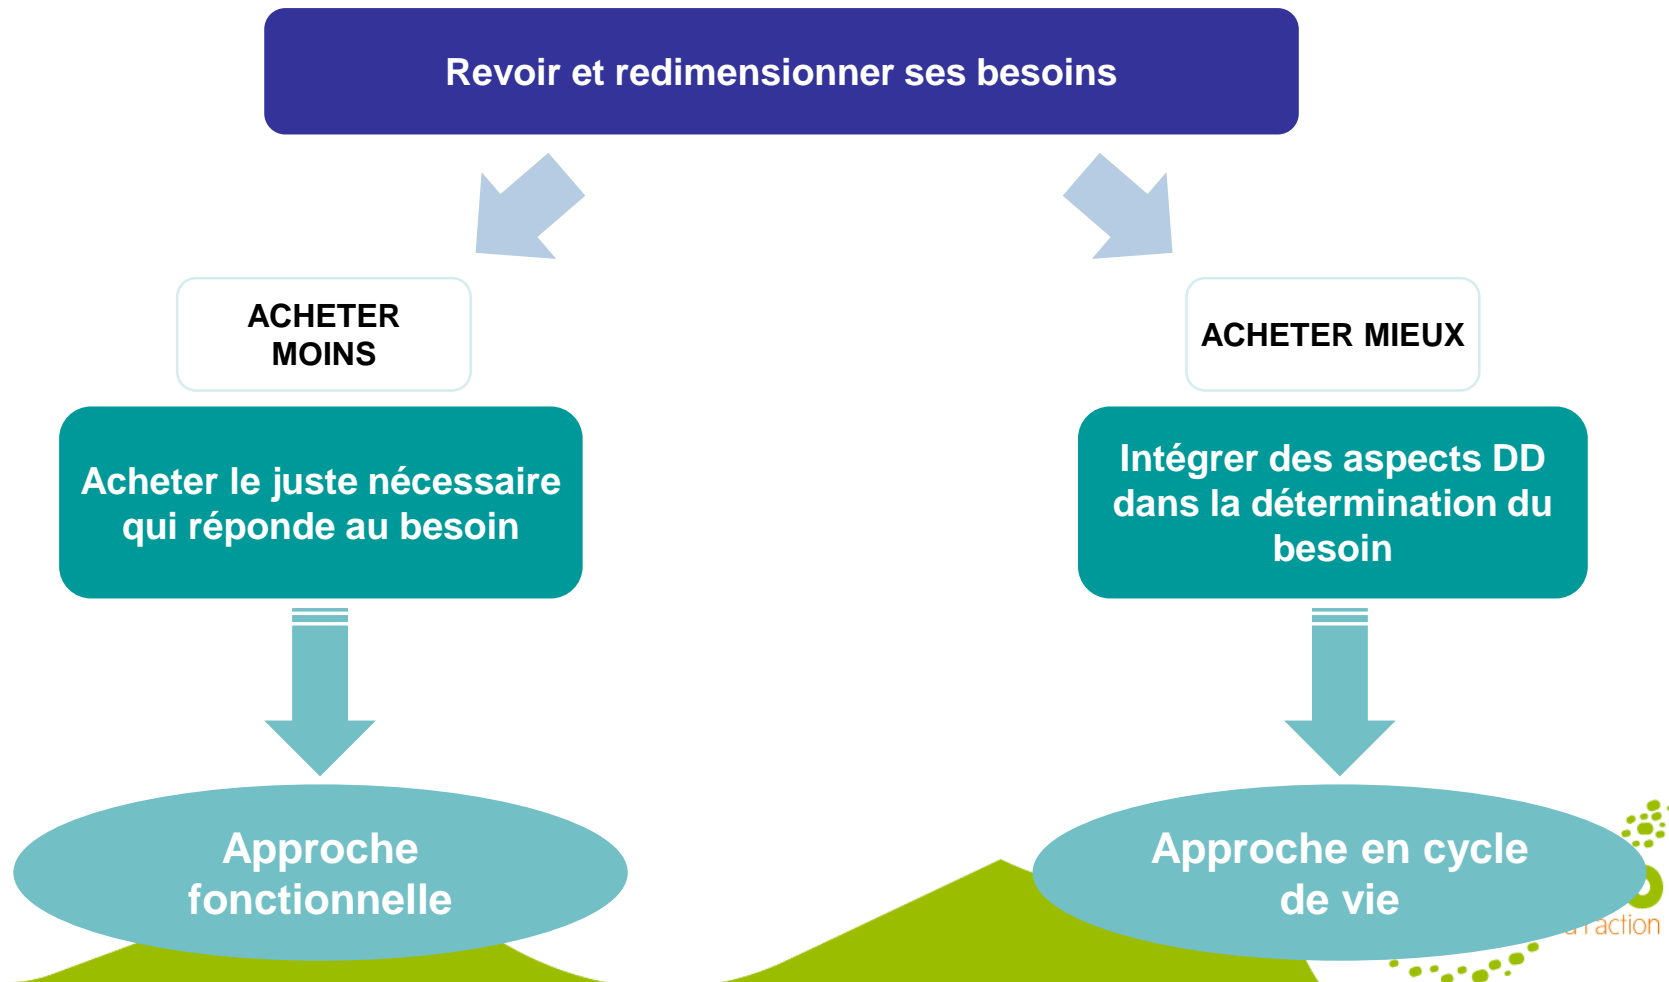 Revoir et redimensionner ses besoins
ACHETER
MOINS
ACHETER MIEUX
Acheter le juste nécessaire
qui réponde au besoin
Intégrer des aspects DD
dans la détermination du
besoin
Approche
fonctionnelle
Approche en cycle
de vie
action